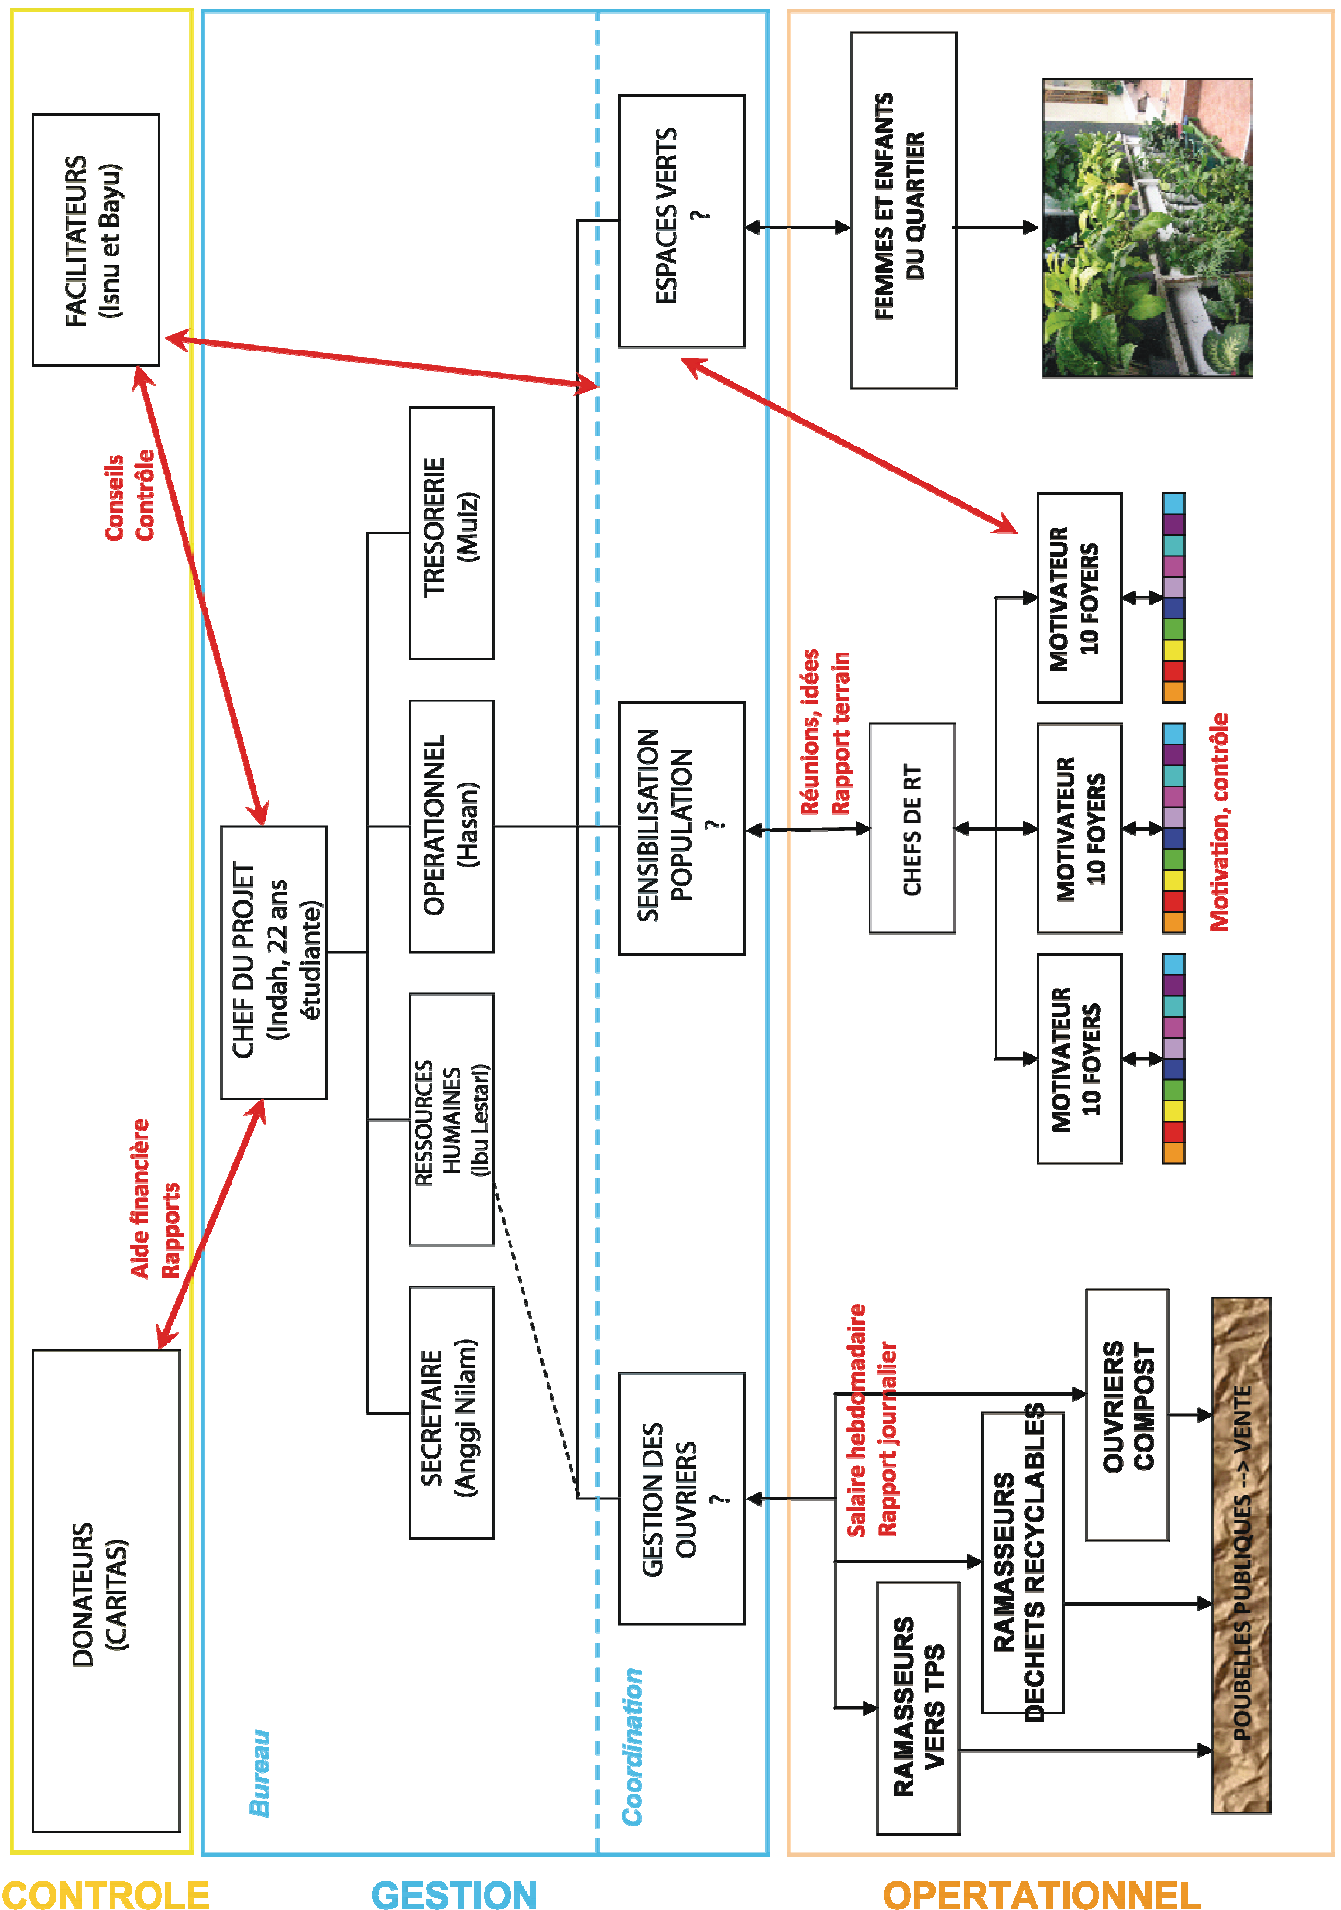 DONATEURS
(CARITAS)
Aide financière
Rapports
Conseils
Contrôle
FACILITATEURS
(Isnu et Bayu)
CONTROLE
Bureau
CHEF DU PROJET
(Indah, 22 ans
étudiante)
SECRETAIRE
(Anggi Nilam)
RESSOURCES
HUMAINES
(Ibu Lestari)
OPERATIONNEL
(Hasan)
TRESORERIE
(Mulz)
GESTION
Coordination
GESTION DES
OUVRIERS
?
SENSIBILISATION
POPULATION
?
ESPACES VERTS
?
Salaire hebdomadaire
Rapport journalier
Réunions, idées
Rapport terrain
RAMASSEURS
VERS TPS
RAMASSEURS
DECHETS RECYCLABLES
OUVRIERS
COMPOST
CHEFS DE RT
FEMMES ET ENFANTS
DU QUARTIER
MOTIVATEUR
10 FOYERS
MOTIVATEUR
10 FOYERS
MOTIVATEUR
10 FOYERS
Motivation, contrôle
POUBELLES PUBLIQUES --> VENTE
OPERTATIONNEL